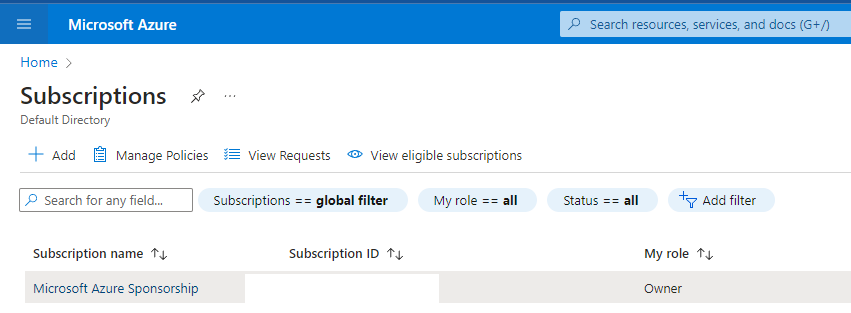 Microsoft Azure
Search resources, services, and docs (G+/)
Home >
Subscriptions
Default Directory
Add Manage Policies View Requests View eligible subscriptions
Search for any field... Subscriptions == global filter My role == all Status == all Add filter
Subscription name ↑↓ Subscription ID ↑↓ My role ↑↓
Microsoft Azure Sponsorship Owner